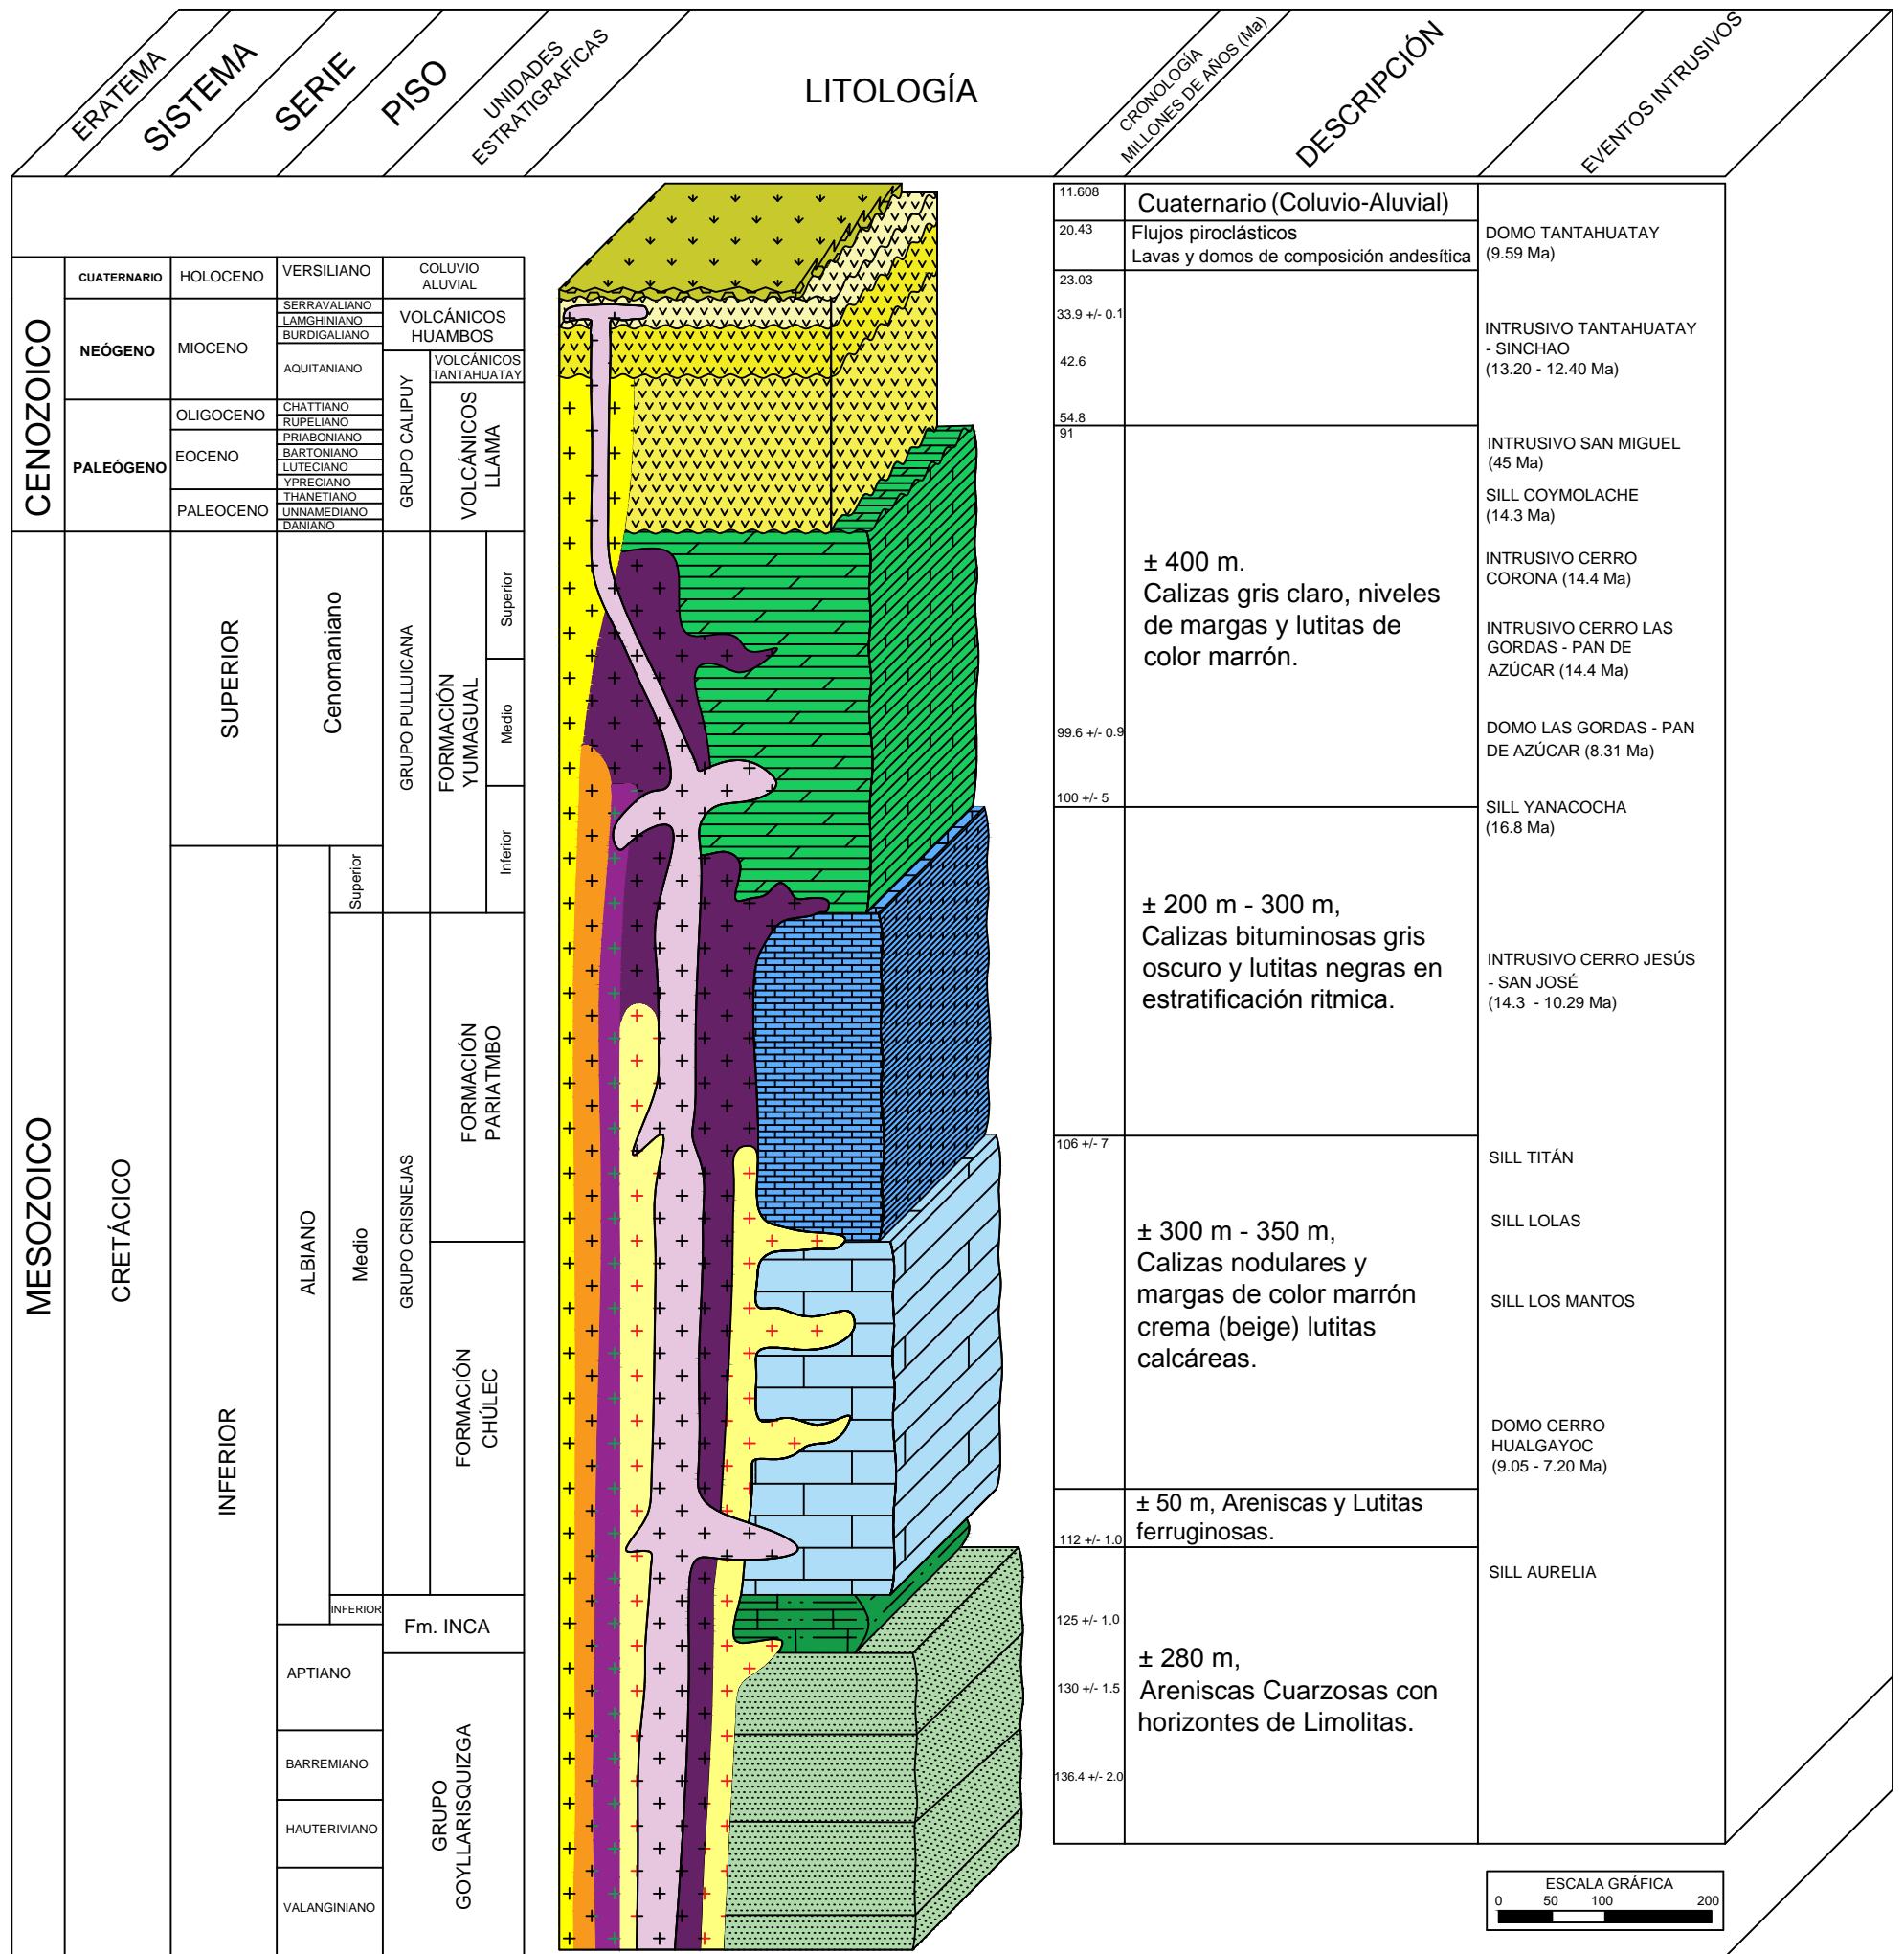 ERATEMA
SISTEMA
SERIE
PISO
UNIDADES
ESTRATIGRAFICAS
LITOLOGÍA
CRONOLOGÍA
MILLONES DE AÑOS (Ma)
DESCRIPCIÓN
EVENTOS INTRUSIVOS
CENOZOICO
CUATERNARIO
HOLOCENO
VERSILIANO
COLUVIO
ALUVIAL
NEÓGENO
MIOCENO
SERRAVALIANO
LAMGHINIANO
BURDIGALIANO
AQUITANIANO
VOLCÁNICOS
HUAMBOS
GRUPO CALIPUY
VOLCÁNICOS
TANTAHUATAY
VOLCÁNICOS
LLAMA
PALEÓGENO
OLIGOCENO
CHATTIANO
RUPELIANO
EOCENO
PRIABONIANO
BARTONIANO
LUTECIANO
YPRECIANO
PALEOCENO
THANETIANO
UNNAMEDIANO
DANIANO
MESOZOICO
CRETÁCICO
SUPERIOR
Cenomaniano
GRUPO PULLUICANA
FORMACIÓN
YUMAGUAL
Superior
Medio
Inferior
INFERIOR
ALBIANO
Superior
Medio
INFERIOR
GRUPO CRISNEJAS
FORMACIÓN
PARIATMBO
FORMACIÓN
CHÚLEC
Fm. INCA
APTIANO
BARREMIANO
HAUTERIVIANO
VALANGINIANO
GRUPO
GOYLLARISQUIZGA
11.608
20.43
23.03
33.9 +/- 0.1
42.6
54.8
91
99.6 +/- 0.9
100 +/- 5
106 +/- 7
112 +/- 1.0
125 +/- 1.0
130 +/- 1.5
136.4 +/- 2.0
Cuaternario (Coluvio-Aluvial)
Flujos piroclásticos
Lavas y domos de composición andesítica
± 400 m.
Calizas gris claro, niveles
de margas y lutitas de
color marrón.
± 200 m - 300 m,
Calizas bituminosas gris
oscuro y lutitas negras en
estratificación ritmica.
± 300 m - 350 m,
Calizas nodulares y
margas de color marrón
crema (beige) lutitas
calcáreas.
± 50 m, Areniscas y Lutitas
ferruginosas.
± 280 m,
Areniscas Cuarzosas con
horizontes de Limolitas.
DOMO TANTAHUATAY
(9.59 Ma)
INTRUSIVO TANTAHUATAY
- SINCHAO
(13.20 - 12.40 Ma)
INTRUSIVO SAN MIGUEL
(45 Ma)
SILL COYMOLACHE
(14.3 Ma)
INTRUSIVO CERRO
CORONA (14.4 Ma)
INTRUSIVO CERRO LAS
GORDAS - PAN DE
AZÚCAR (14.4 Ma)
DOMO LAS GORDAS - PAN
DE AZÚCAR (8.31 Ma)
SILL YANACOCHA
(16.8 Ma)
INTRUSIVO CERRO JESÚS
- SAN JOSÉ
(14.3 - 10.29 Ma)
SILL TITÁN
SILL LOLAS
SILL LOS MANTOS
DOMO CERRO
HUALGAYOC
(9.05 - 7.20 Ma)
SILL AURELIA
ESCALA GRÁFICA
0 50 100 200